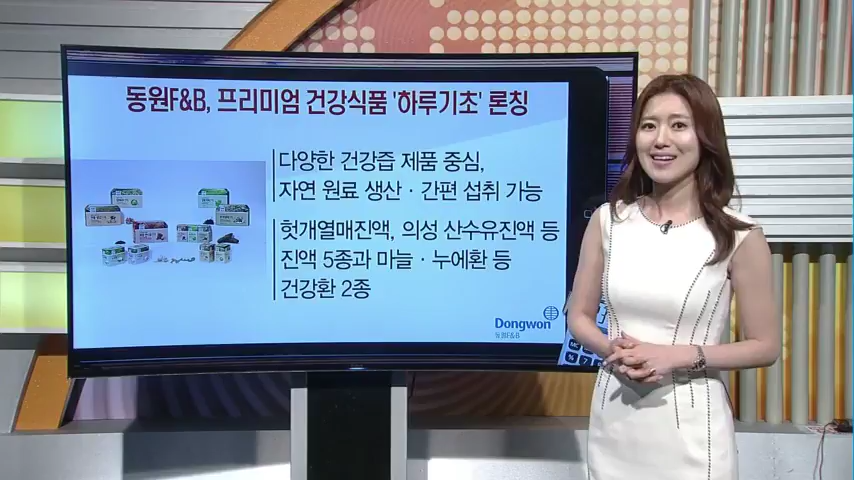 동원F&B, 프리미엄 건강식품 '하루기초' 론칭
다양한 건강즙 제품 중심,
자연 원료 생산 · 간편 섭취 가능
헛개열매진액, 의성 산수유진액 등
진액 5종과 마늘 · 누에환 등
건강환 2종
Dongwon
동원F&B